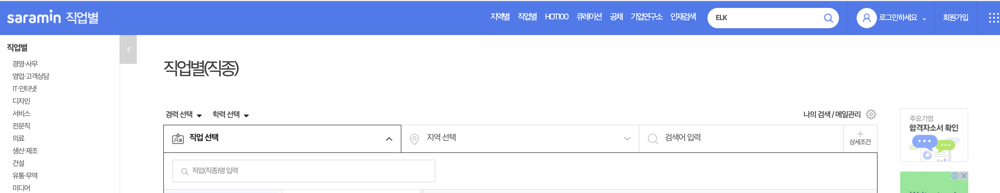 saramin 직업별
지역별 직업별 HOT100 큐레이션 공채 기업연구소 인재검색
ELK
로그인하세요
회원가입
직업별
경영·사무
영업·고객상담
IT·인터넷
디자인
서비스
전문직
의료
생산·제조
건설
유통·무역
미디어
직업별(직종)
경력 선택 학력 선택
나의 검색 / 메일관리
직업 선택
지역 선택
검색어 입력
상세조건
직업(직종)명 입력
주요기업
합격자소서 확인